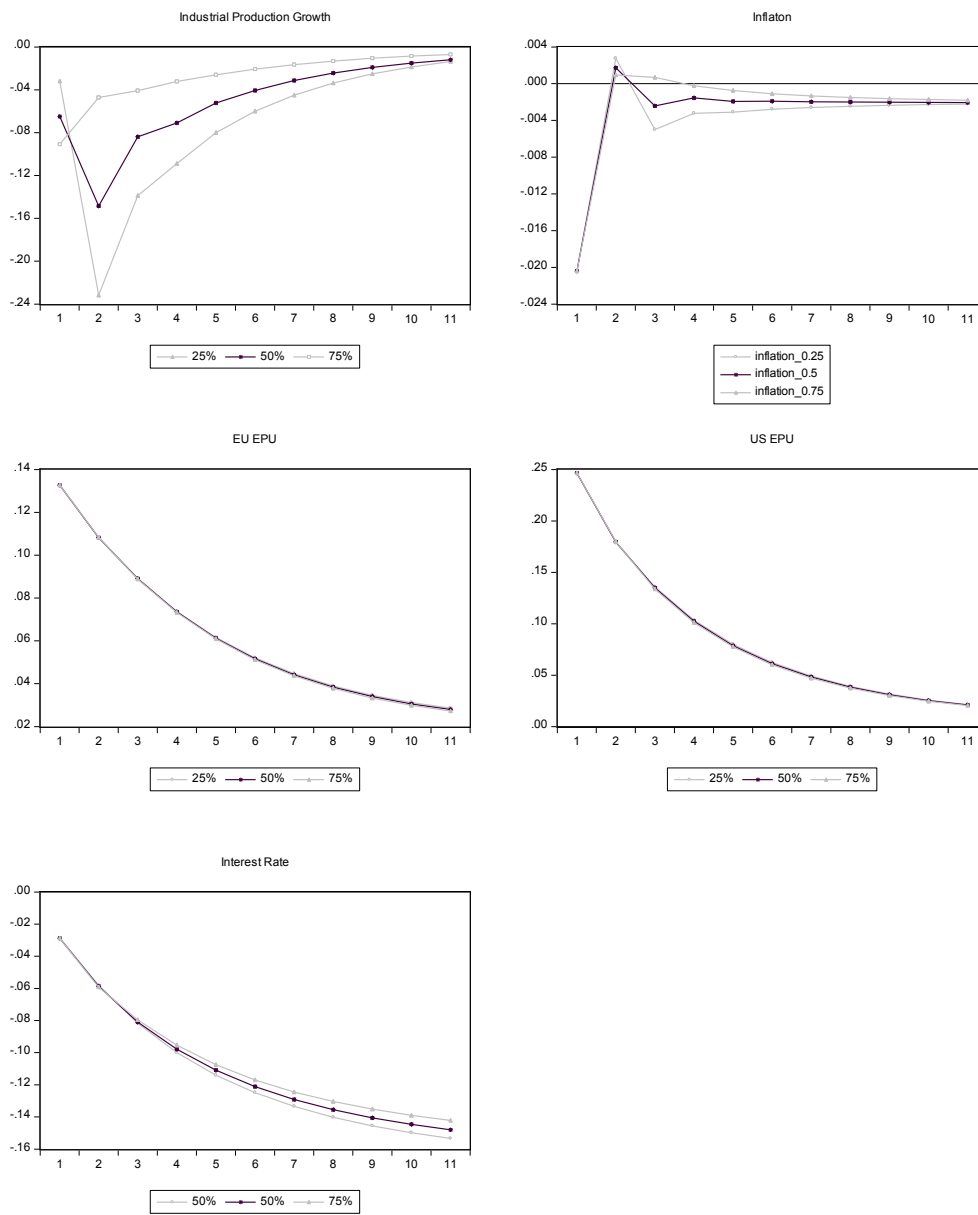 Industrial Production Growth
.00
-.04
-.08
-.12
-.16
-.20
-.24
1 2 3 4 5 6 7 8 9 10 11
25% 50% 75%
Inflaton
.004
.000
-.004
-.008
-.012
-.016
-.020
-.024
1 2 3 4 5 6 7 8 9 10 11
inflation_0.25
inflation_0.5
inflation_0.75
EU EPU
.14
.12
.10
.08
.06
.04
.02
1 2 3 4 5 6 7 8 9 10 11
25% 50% 75%
US EPU
.25
.20
.15
.10
.05
.00
1 2 3 4 5 6 7 8 9 10 11
25% 50% 75%
Interest Rate
.00
-.02
-.04
-.06
-.08
-.10
-.12
-.14
-.16
1 2 3 4 5 6 7 8 9 10 11
50% 50% 75%